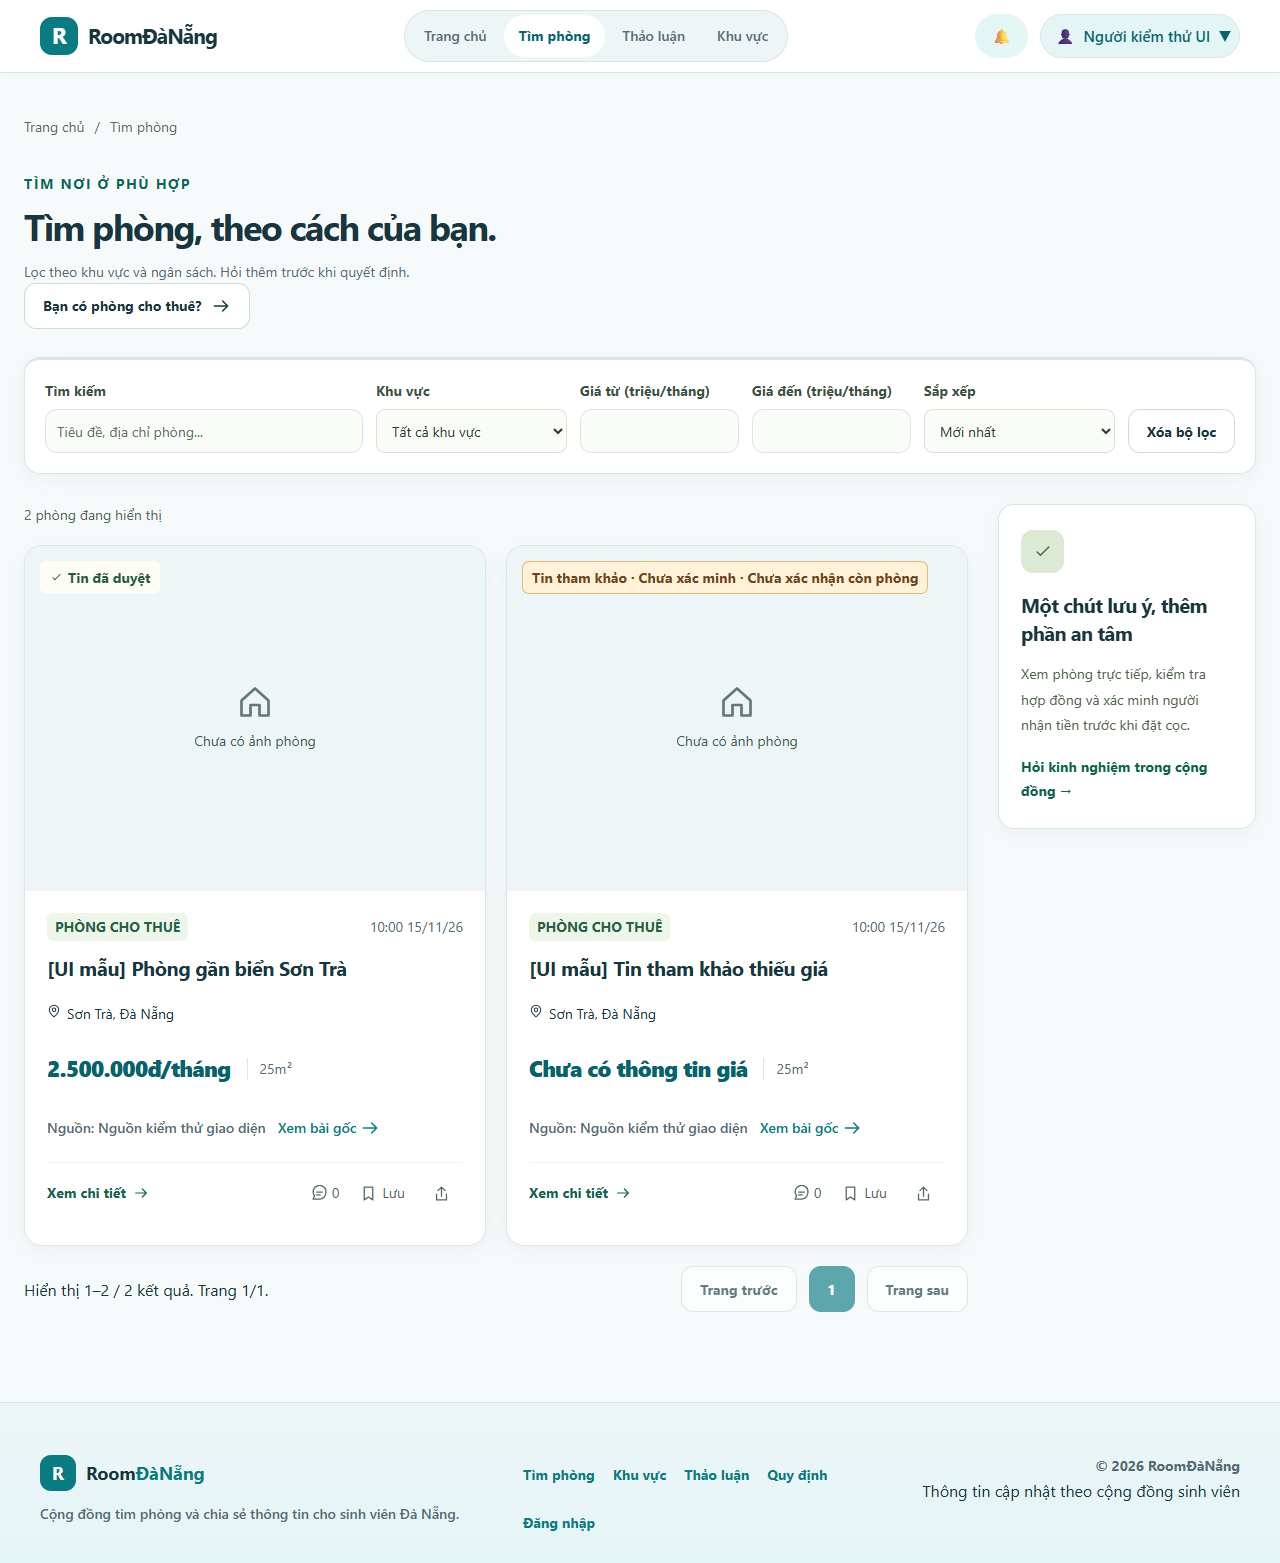 R RoomĐàNẵng
Trang chủ
Tìm phòng
Thảo luận
Khu vực
Người kiểm thử UI ▼
Trang chủ / Tìm phòng
TÌM NƠI Ở PHÙ HỢP
Tìm phòng, theo cách của bạn.
Lọc theo khu vực và ngân sách. Hỏi thêm trước khi quyết định.
Bạn có phòng cho thuê? →
Tìm kiếm
Khu vực
Giá từ (triệu/tháng)
Giá đến (triệu/tháng)
Sắp xếp
Tiêu đề, địa chỉ phòng...
Tất cả khu vực
Mới nhất
Xóa bộ lọc
2 phòng đang hiển thị
✓ Tin đã duyệt
Chưa có ảnh phòng
PHÒNG CHO THUÊ
10:00 15/11/26
[UI mẫu] Phòng gần biển Sơn Trà
Sơn Trà, Đà Nẵng
2.500.000đ/tháng
25m²
Nguồn: Nguồn kiểm thử giao diện
Xem bài gốc →
Xem chi tiết →
0
Lưu
Tin tham khảo · Chưa xác minh · Chưa xác nhận còn phòng
Chưa có ảnh phòng
PHÒNG CHO THUÊ
10:00 15/11/26
[UI mẫu] Tin tham khảo thiếu giá
Sơn Trà, Đà Nẵng
Chưa có thông tin giá
25m²
Nguồn: Nguồn kiểm thử giao diện
Xem bài gốc →
Xem chi tiết →
0
Lưu
Một chút lưu ý, thêm
phần an tâm
Xem phòng trực tiếp, kiểm tra
hợp đồng và xác minh người
nhận tiền trước khi đặt cọc.
Hỏi kinh nghiệm trong cộng
đồng →
Hiển thị 1–2 / 2 kết quả. Trang 1/1.
Trang trước
1
Trang sau
R RoomĐàNẵng
Cộng đồng tìm phòng và chia sẻ thông tin cho sinh viên Đà Nẵng.
Tìm phòng
Khu vực
Thảo luận
Quy định
Đăng nhập
© 2026 RoomĐàNẵng
Thông tin cập nhật theo cộng đồng sinh viên